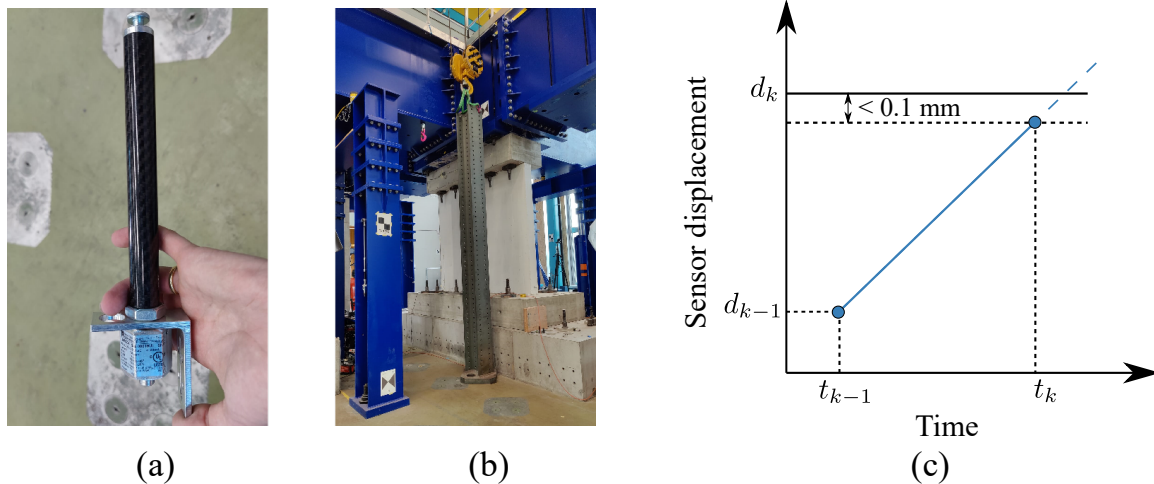 Sensor displacement
d_k
< 0.1 mm
d_{k−1}
t_{k−1}
t_k
Time
(a)
(b)
(c)